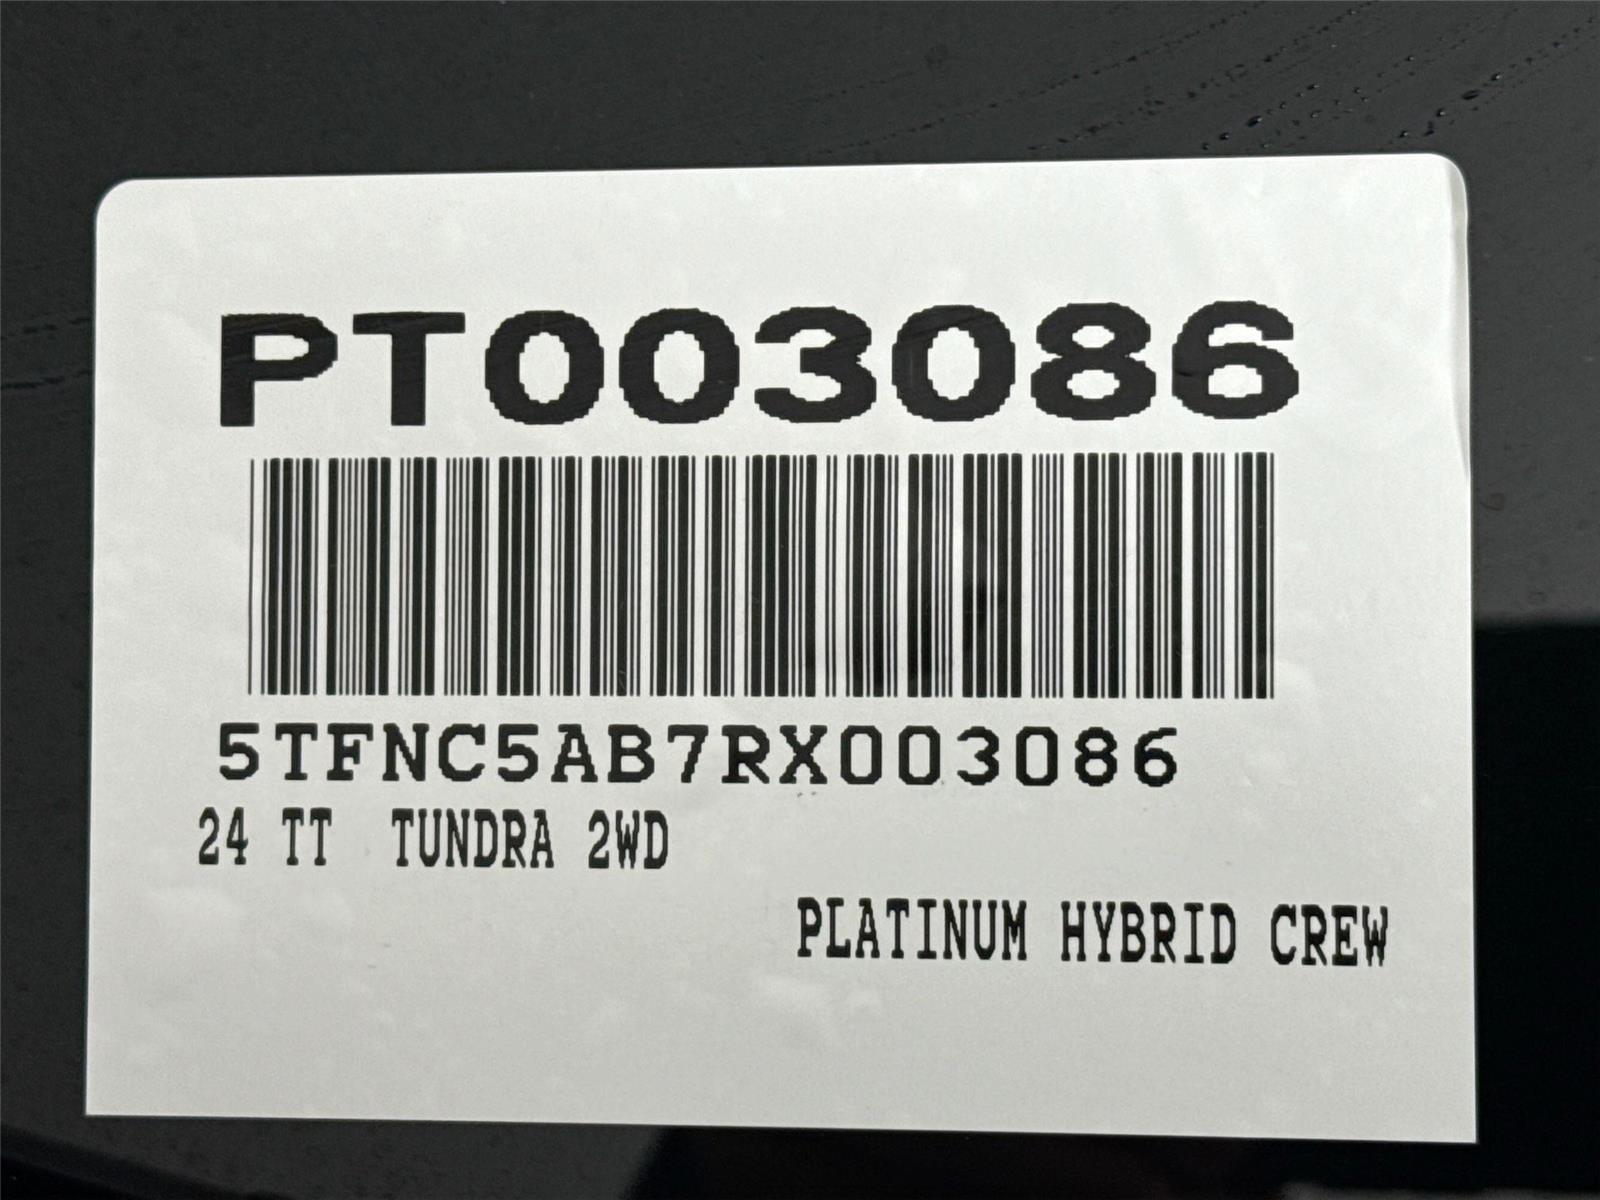 PT003086
5TFNC5AB7RX003086
24 TT TUNDRA 2WD
PLATINUM HYBRID CREW